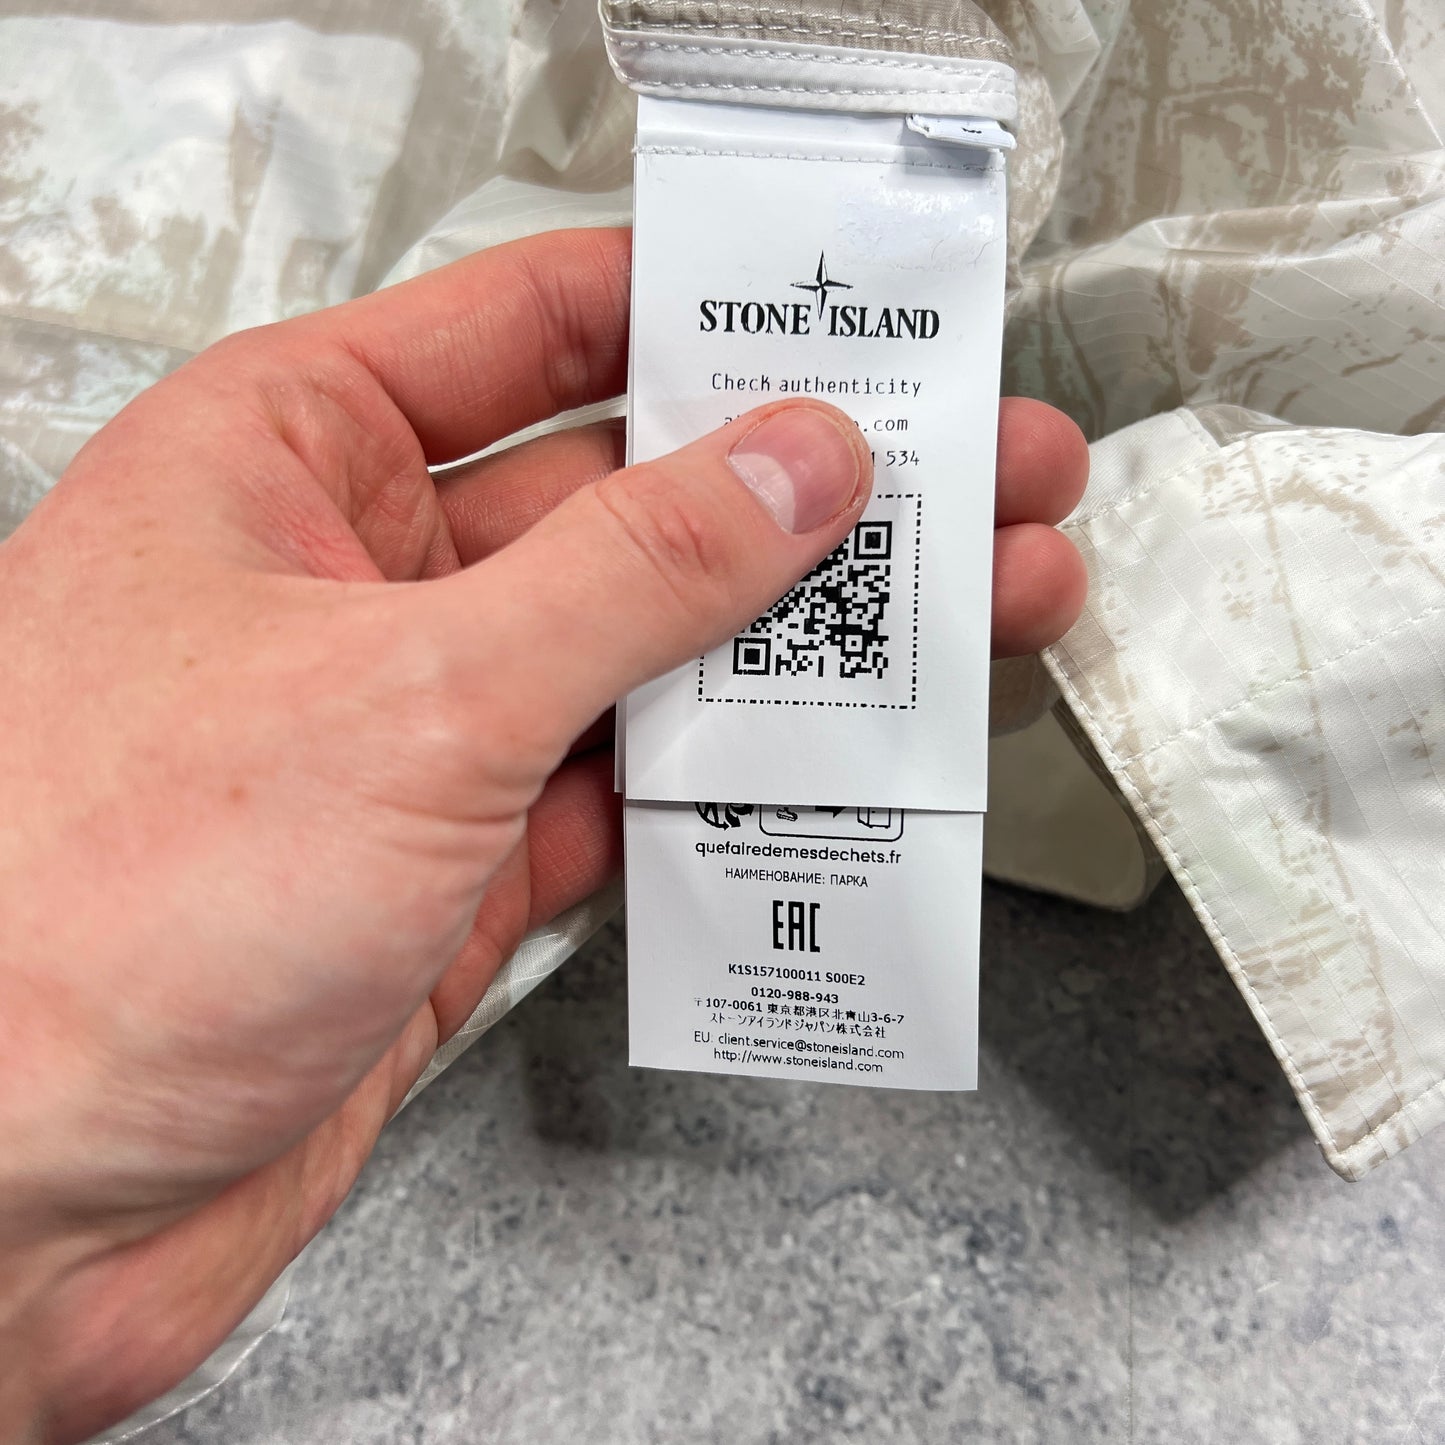 STONE ISLAND
Check authenticity
.com
534
quefairedemesdechets.fr
НАИМЕНОВАНИЕ: ПАРКА
EAC
K1S157100011 S00E2
0120-988-943
〒107-0061 東京都港区北青山3-6-7
ストーンアイランドジャパン株式会社
EU: client.service@stoneisland.com
http://www.stoneisland.com